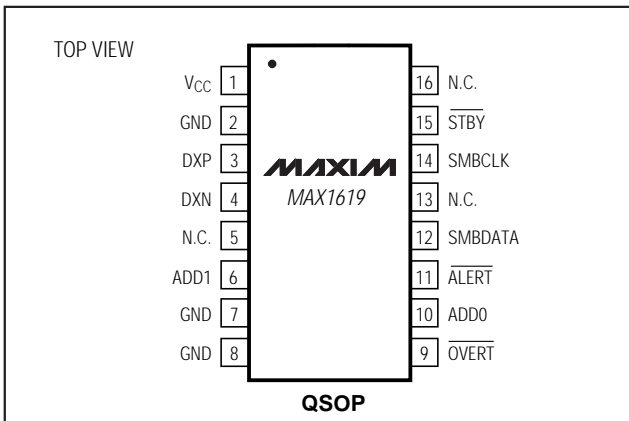 TOP VIEW
VCC 1 16 N.C.
GND 2 15 STBY
DXP 3 14 SMBCLK
MAXIM
DXN 4 MAX1619 13 N.C.
N.C. 5 12 SMBDATA
ADD1 6 11 ALERT
GND 7 10 ADD0
GND 8 9 OVERT
QSOP